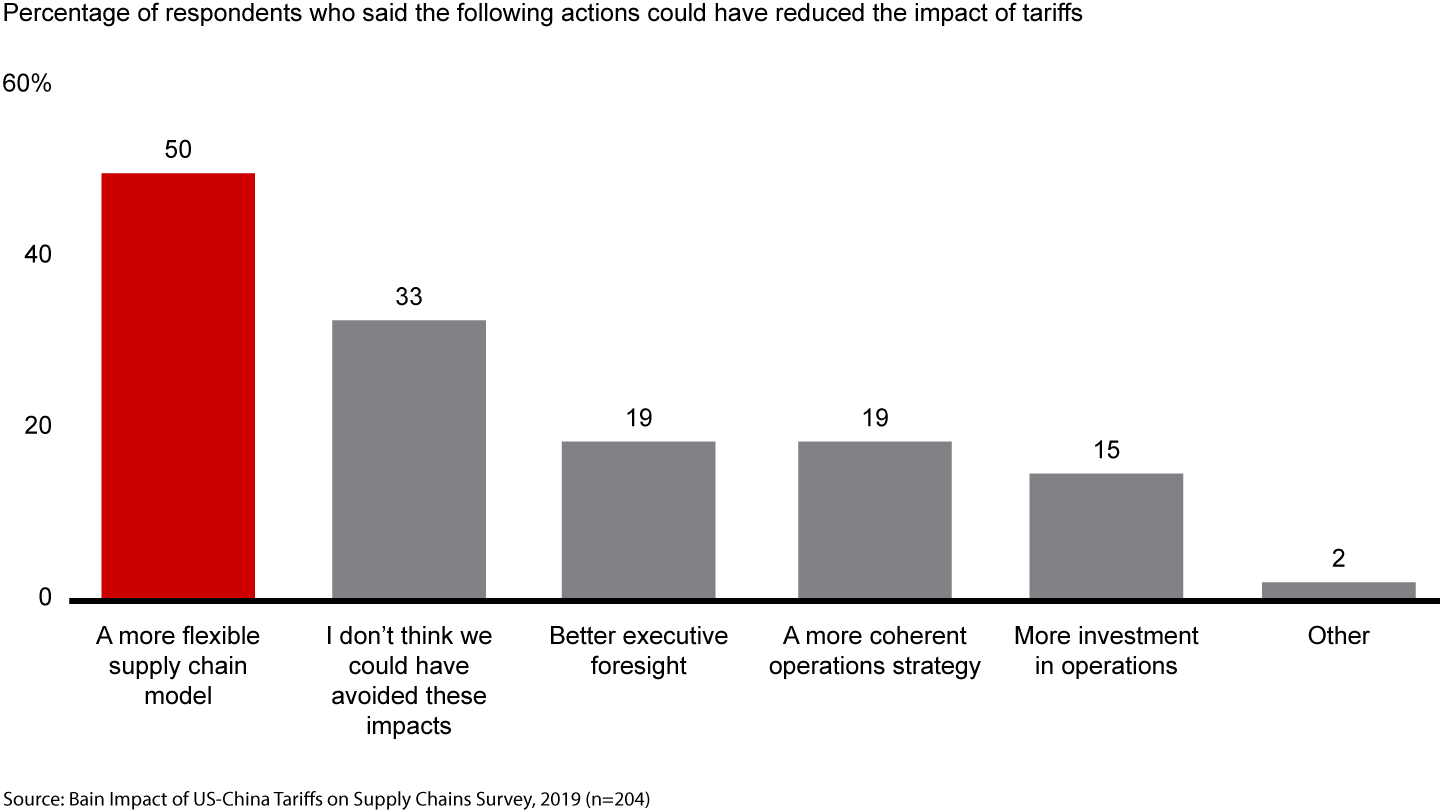 Percentage of respondents who said the following actions could have reduced the impact of tariffs
60%
40
20
0
50
33
19
19
15
2
A more flexible
supply chain
model
I don’t think we
could have
avoided these
impacts
Better executive
foresight
A more coherent
operations strategy
More investment
in operations
Other
Source: Bain Impact of US-China Tariffs on Supply Chains Survey, 2019 (n=204)